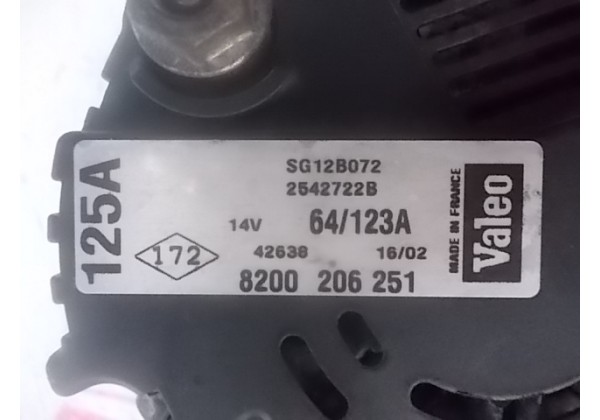 125A
SG12B072
2542722B
14V 64/123A
172
42638 16/02
8200 206 251
MADE IN FRANCE
Valeo